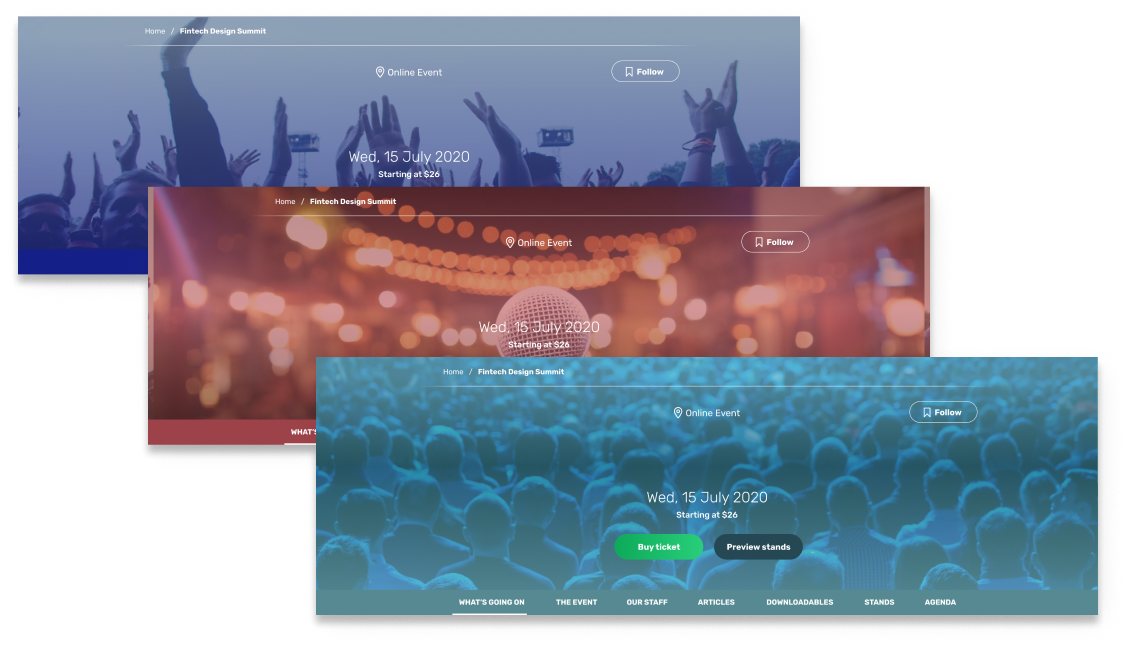 Home / Fintech Design Summit
Online Event
Follow
Wed, 15 July 2020
Starting at $26
Home / Fintech Design Summit
Online Event
Follow
Wed, 15 July 2020
Starting at $26
WHAT'S
Home / Fintech Design Summit
Online Event
Follow
Wed, 15 July 2020
Starting at $26
Buy ticket
Preview stands
WHAT'S GOING ON THE EVENT OUR STAFF ARTICLES DOWNLOADABLES STANDS AGENDA